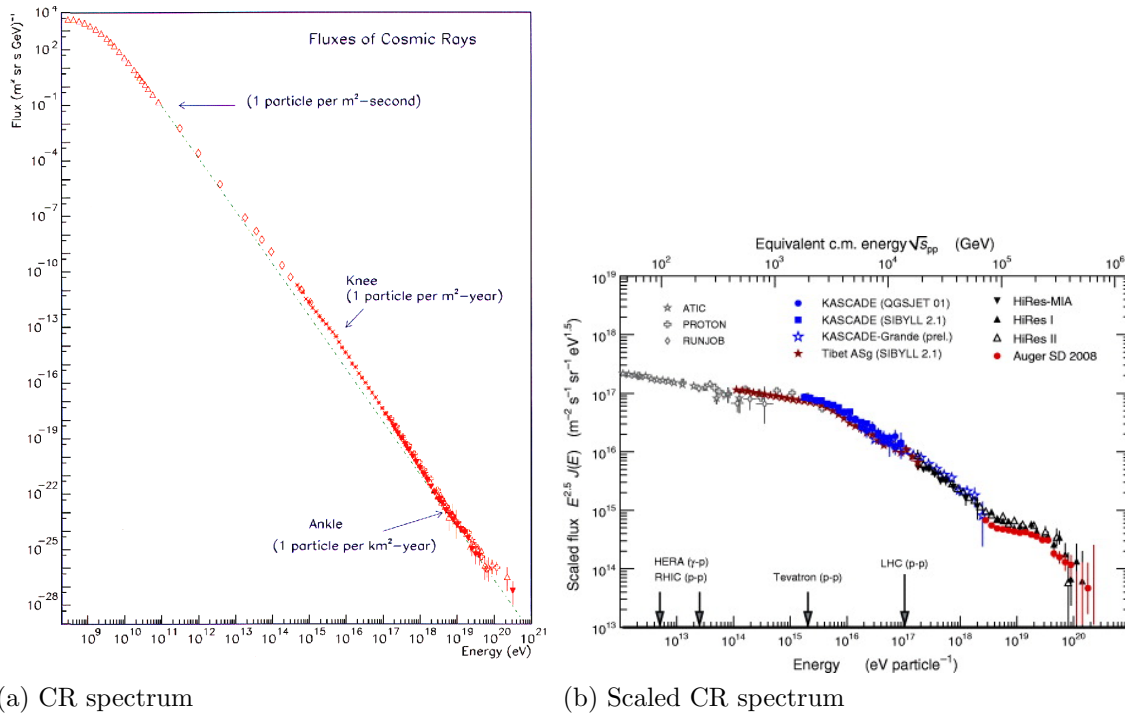 Fluxes of Cosmic Rays
Flux (m² sr s GeV)⁻¹
10⁴
10²
10⁻¹
10⁻⁴
10⁻⁷
10⁻¹⁰
10⁻¹³
10⁻¹⁶
10⁻¹⁹
10⁻²²
10⁻²⁵
10⁻²⁸
(1 particle per m²−second)
Knee
(1 particle per m²−year)
Ankle
(1 particle per km²−year)
10⁹ 10¹⁰ 10¹¹ 10¹² 10¹³ 10¹⁴ 10¹⁵ 10¹⁶ 10¹⁷ 10¹⁸ 10¹⁹ 10²⁰ 10²¹
Energy (eV)
(a) CR spectrum
Equivalent c.m. energy √s_pp (GeV)
10² 10³ 10⁴ 10⁵ 10⁶
Scaled flux E^2.5 J(E) (m⁻² s⁻¹ sr⁻¹ eV^1.5)
10¹⁹
10¹⁸
10¹⁷
10¹⁶
10¹⁵
10¹⁴
10¹³
ATIC
PROTON
RUNJOB
KASCADE (QGSJET 01)
KASCADE (SIBYLL 2.1)
KASCADE-Grande (prel.)
Tibet ASg (SIBYLL 2.1)
HiRes-MIA
HiRes I
HiRes II
Auger SD 2008
HERA (γ-p)
RHIC (p-p)
Tevatron (p-p)
LHC (p-p)
10¹³ 10¹⁴ 10¹⁵ 10¹⁶ 10¹⁷ 10¹⁸ 10¹⁹ 10²⁰
Energy (eV particle⁻¹)
(b) Scaled CR spectrum